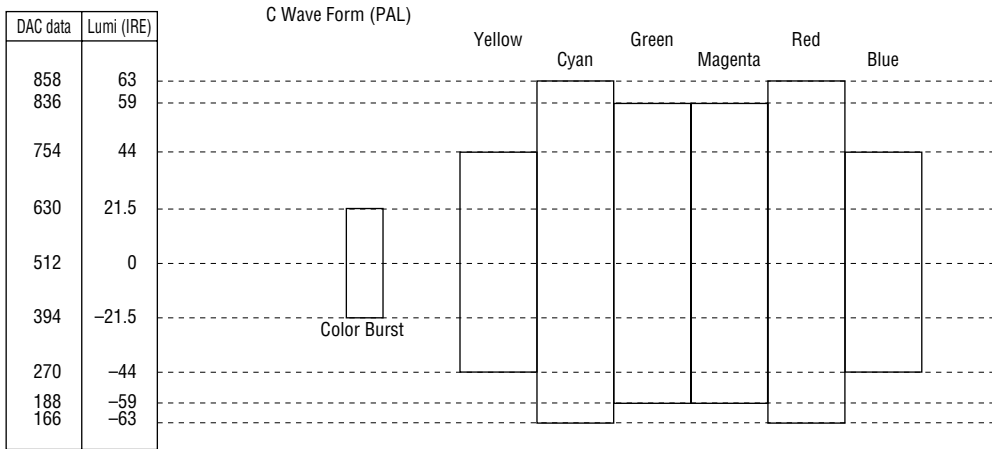 C Wave Form (PAL)
DAC data Lumi (IRE)
Yellow Green Red
Cyan Magenta Blue
858 63
836 59
754 44
630 21.5
512 0
394 –21.5
Color Burst
270 –44
188 –59
166 –63